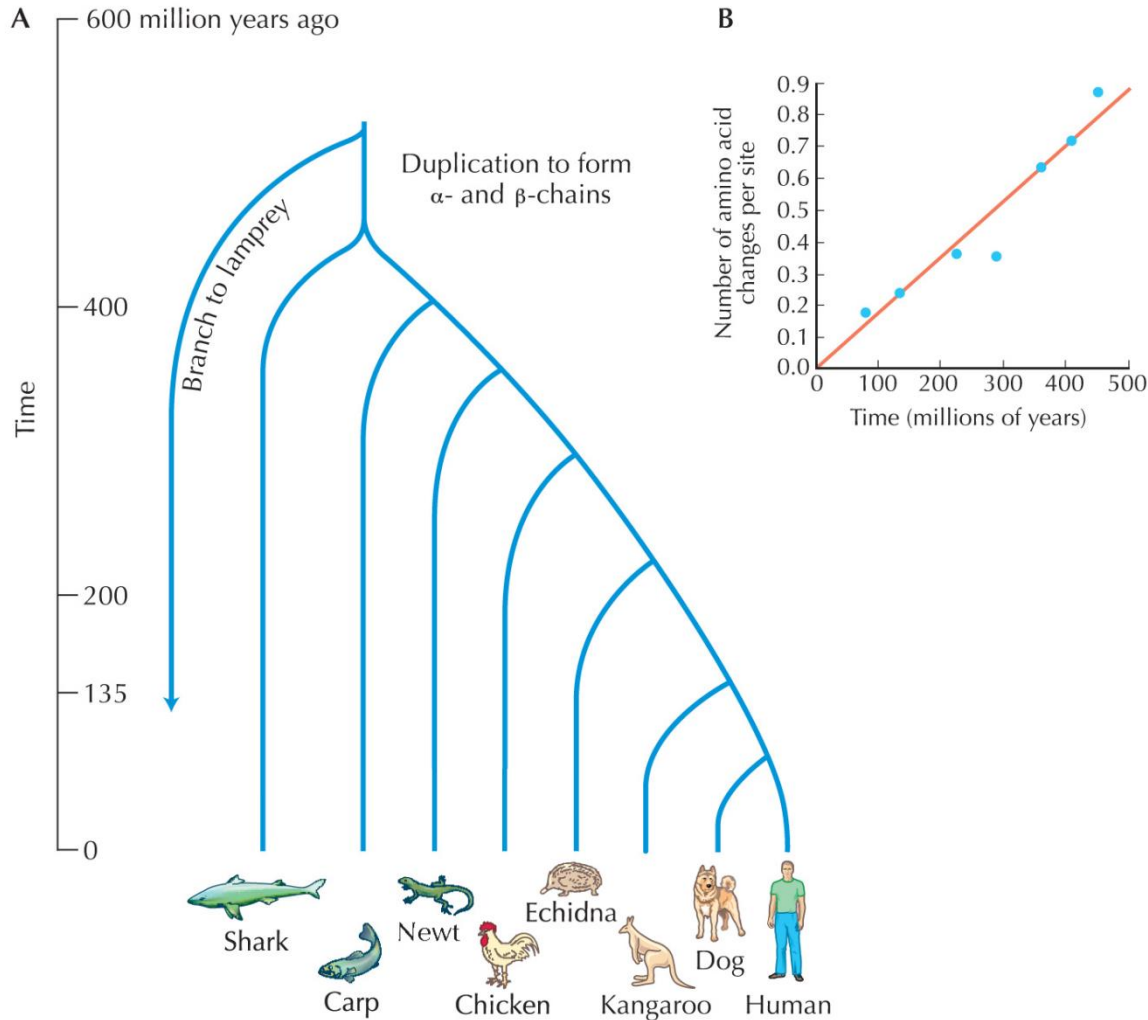 A
600 million years ago
Duplication to form
α- and β-chains
Branch to lamprey
400
Time
200
135
0
Shark
Carp
Newt
Chicken
Echidna
Kangaroo
Dog
Human
B
Number of amino acid
changes per site
0.9
0.8
0.7
0.6
0.5
0.4
0.3
0.2
0.1
0.0
0 100 200 300 400 500
Time (millions of years)